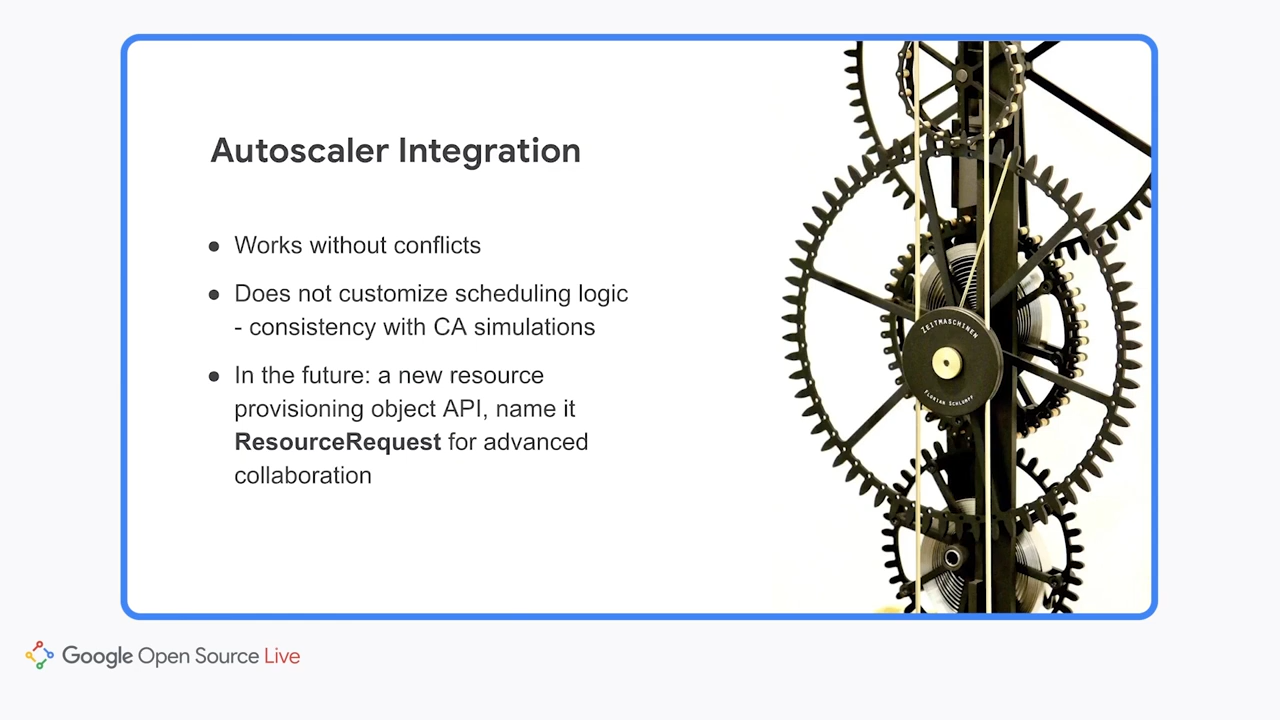 Autoscaler Integration
● Works without conflicts
● Does not customize scheduling logic
- consistency with CA simulations
● In the future: a new resource
provisioning object API, name it
ResourceRequest for advanced
collaboration
ZEITMASCHINEN
FLORIAN SCHLUMPF
Google Open Source Live